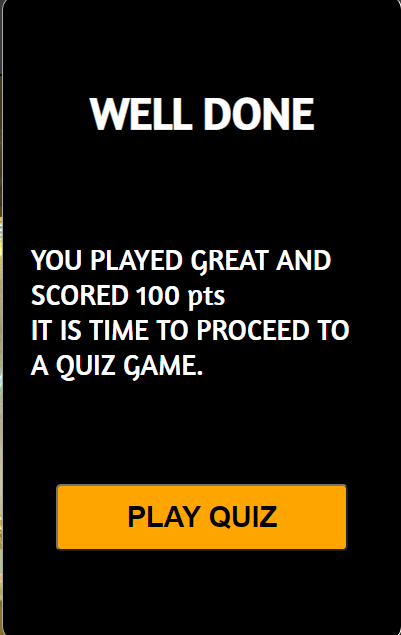 WELL DONE
YOU PLAYED GREAT AND
SCORED 100 pts
IT IS TIME TO PROCEED TO
A QUIZ GAME.
PLAY QUIZ